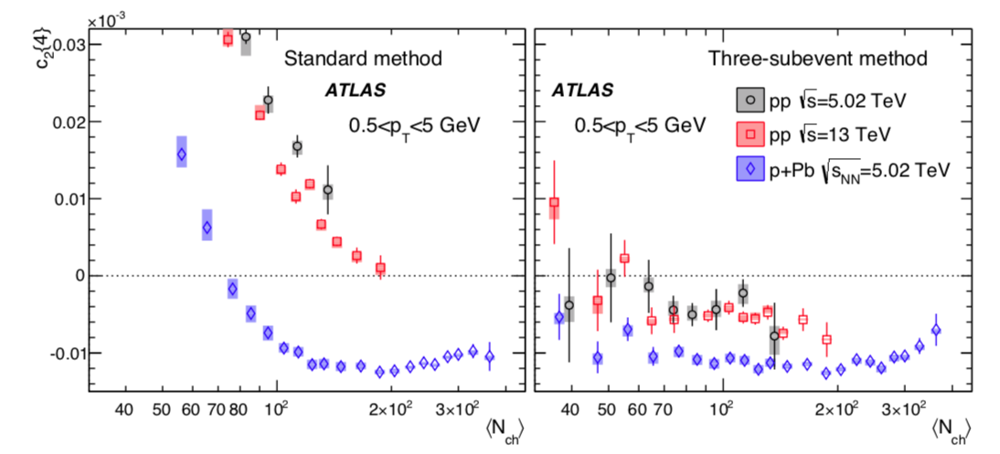 ×10⁻³
c₂{4}
0.03
0.02
0.01
0
-0.01
Standard method
ATLAS
0.5<p_T<5 GeV
40 50 60 70 80 10² 2×10² 3×10²
⟨N_ch⟩
Three-subevent method
ATLAS
0.5<p_T<5 GeV
pp √s=5.02 TeV
pp √s=13 TeV
p+Pb √s_NN=5.02 TeV
40 50 60 70 10² 2×10² 3×10²
⟨N_ch⟩